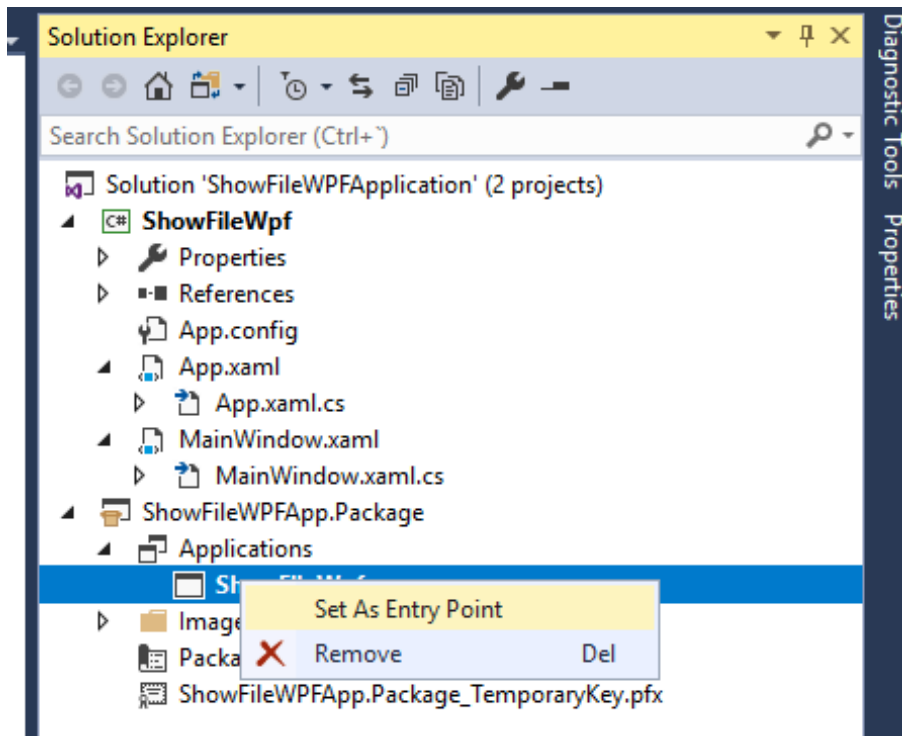 Solution Explorer
Search Solution Explorer (Ctrl+`)
Solution 'ShowFileWPFApplication' (2 projects)
C# ShowFileWpf
Properties
References
App.config
App.xaml
App.xaml.cs
MainWindow.xaml
MainWindow.xaml.cs
ShowFileWPFApp.Package
Applications
Set As Entry Point
Remove Del
ShowFileWPFApp.Package_TemporaryKey.pfx
Diagnostic Tools
Properties